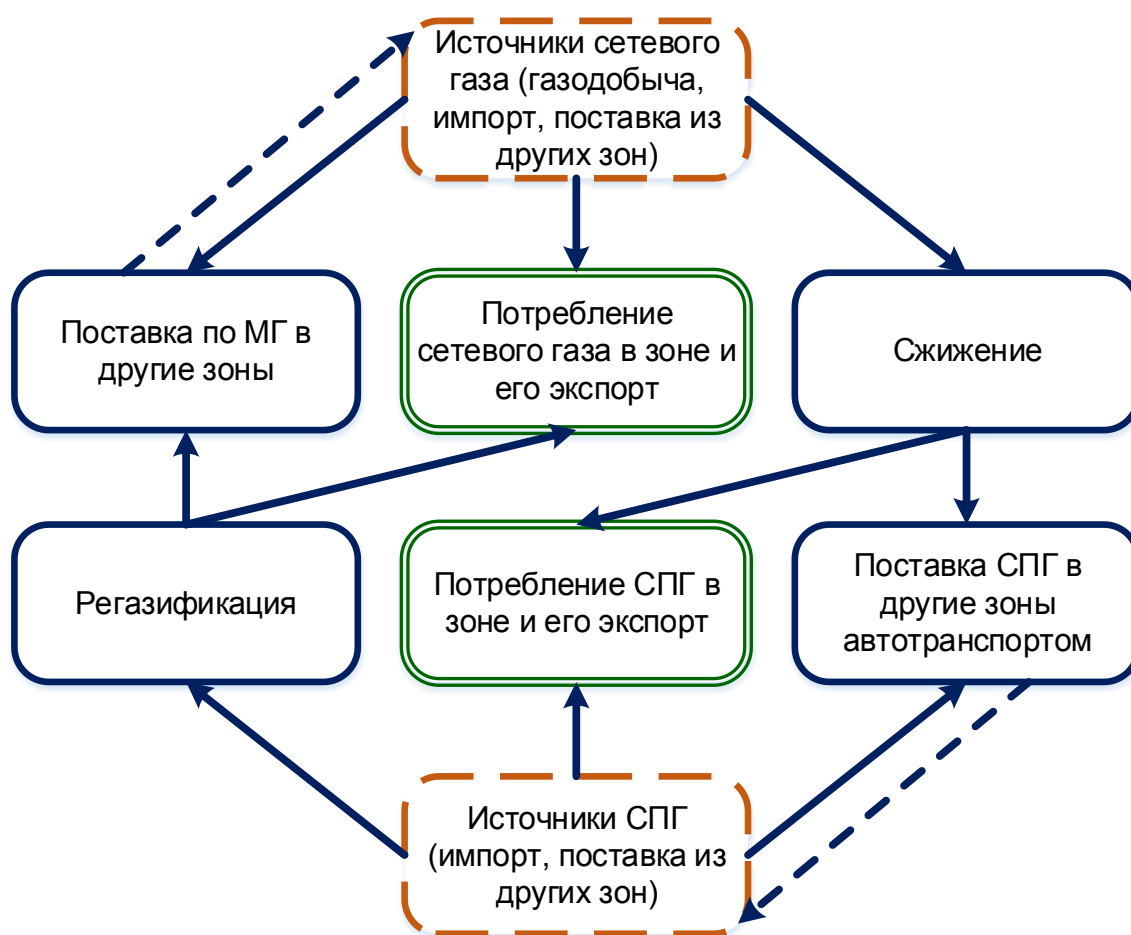 Источники сетевого
газа (газодобыча,
импорт, поставка из
других зон)
Поставка по МГ в
другие зоны
Потребление
сетевого газа в зоне и
его экспорт
Сжижение
Регазификация
Потребление СПГ в
зоне и его экспорт
Поставка СПГ в
другие зоны
автотранспортом
Источники СПГ
(импорт, поставка из
других зон)